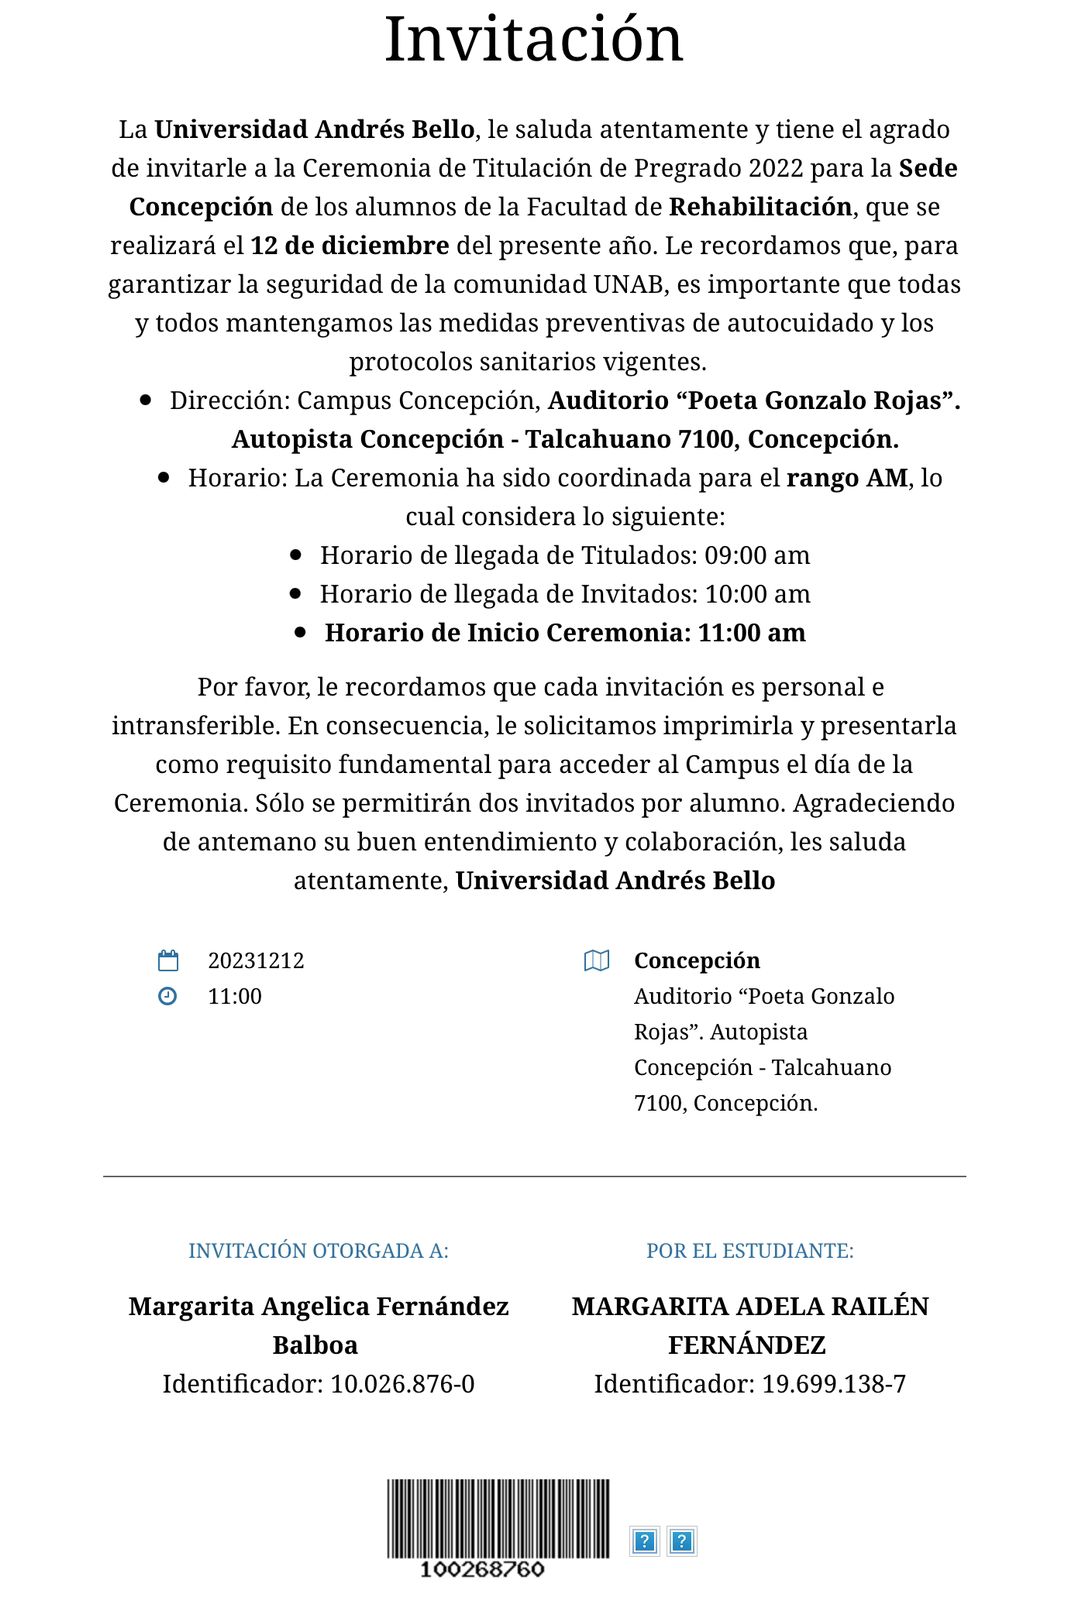 Invitación
La Universidad Andrés Bello, le saluda atentamente y tiene el agrado
de invitarle a la Ceremonia de Titulación de Pregrado 2022 para la Sede
Concepción de los alumnos de la Facultad de Rehabilitación, que se
realizará el 12 de diciembre del presente año. Le recordamos que, para
garantizar la seguridad de la comunidad UNAB, es importante que todas
y todos mantengamos las medidas preventivas de autocuidado y los
protocolos sanitarios vigentes.
• Dirección: Campus Concepción, Auditorio “Poeta Gonzalo Rojas”.
Autopista Concepción - Talcahuano 7100, Concepción.
• Horario: La Ceremonia ha sido coordinada para el rango AM, lo
cual considera lo siguiente:
• Horario de llegada de Titulados: 09:00 am
• Horario de llegada de Invitados: 10:00 am
• Horario de Inicio Ceremonia: 11:00 am
Por favor, le recordamos que cada invitación es personal e
intransferible. En consecuencia, le solicitamos imprimirla y presentarla
como requisito fundamental para acceder al Campus el día de la
Ceremonia. Sólo se permitirán dos invitados por alumno. Agradeciendo
de antemano su buen entendimiento y colaboración, les saluda
atentamente, Universidad Andrés Bello
20231212
11:00
Concepción
Auditorio “Poeta Gonzalo
Rojas”. Autopista
Concepción - Talcahuano
7100, Concepción.
INVITACIÓN OTORGADA A:
Margarita Angelica Fernández
Balboa
Identificador: 10.026.876-0
POR EL ESTUDIANTE:
MARGARITA ADELA RAILÉN
FERNÁNDEZ
Identificador: 19.699.138-7
100268760